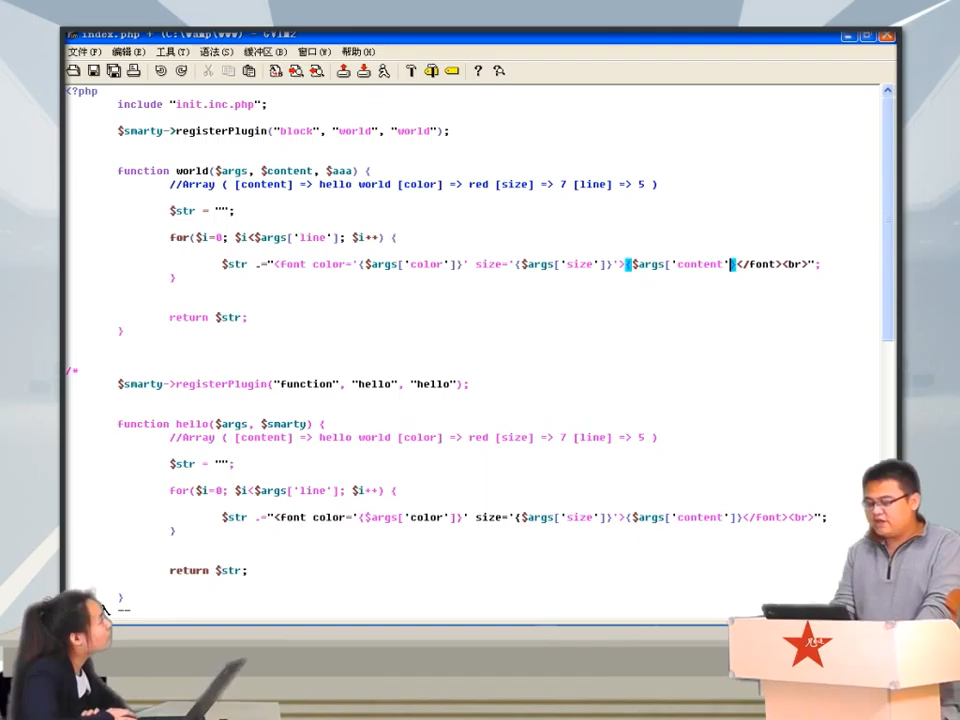 index.php + (C:\wamp\www) - GVIM2
文件(F) 编辑(E) 工具(T) 语法(S) 缓冲区(B) 窗口(W) 帮助(H)
<?php
include "init.inc.php";
$smarty->registerPlugin("block", "world", "world");
function world($args, $content, $aaa) {
//Array ( [content] => hello world [color] => red [size] => 7 [line] => 5 )
$str = "";
for($i=0; $i<$args['line']; $i++) {
$str .="<font color='{$args['color']}' size='{$args['size']}'>{$args['content'}</font><br>";
}
return $str;
}
/*
$smarty->registerPlugin("function", "hello", "hello");
function hello($args, $smarty) {
//Array ( [content] => hello world [color] => red [size] => 7 [line] => 5 )
$str = "";
for($i=0; $i<$args['line']; $i++) {
$str .="<font color='{$args['color']}' size='{$args['size']}'>{$args['content']}</font><br>";
}
return $str;
}
--